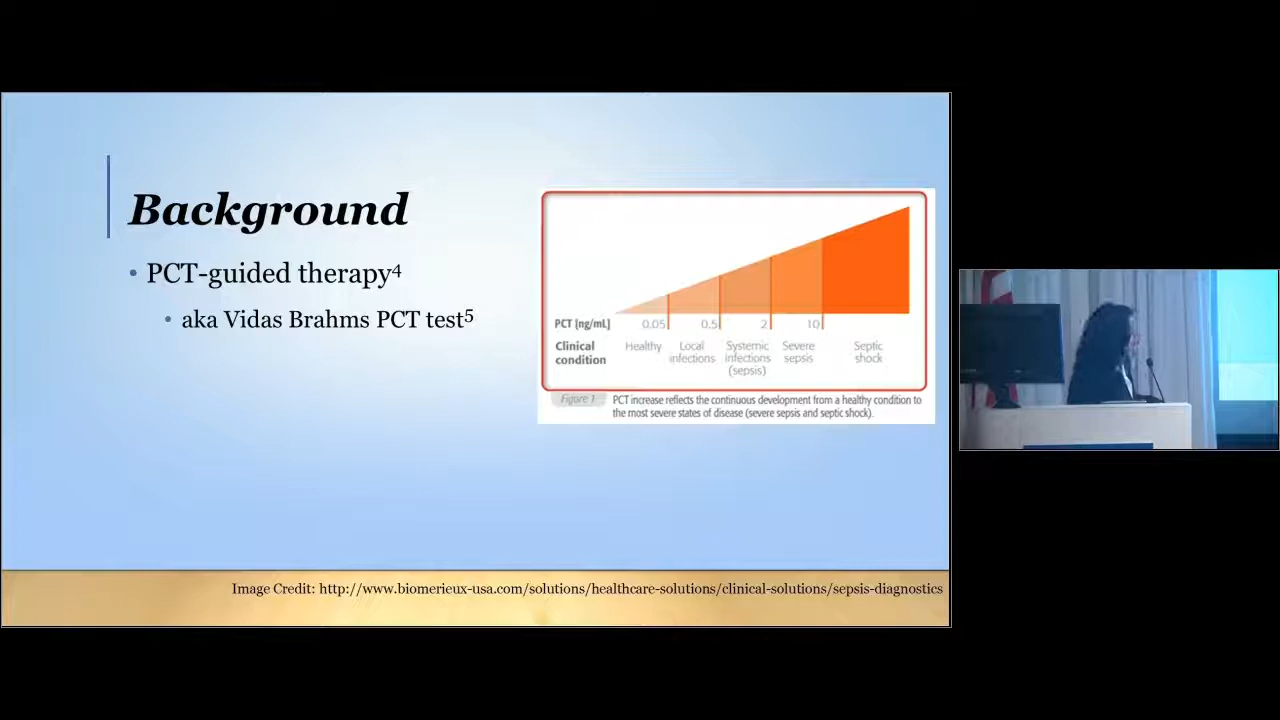 Background
• PCT-guided therapy⁴
• aka Vidas Brahms PCT test⁵
PCT [ng/mL] 0.05 0.5 2 10
Clinical condition
Healthy
Local infections
Systemic infections (sepsis)
Severe sepsis
Septic shock
Figure 1
PCT increase reflects the continuous development from a healthy condition to
the most severe states of disease (severe sepsis and septic shock).
Image Credit: http://www.biomerieux-usa.com/solutions/healthcare-solutions/clinical-solutions/sepsis-diagnostics